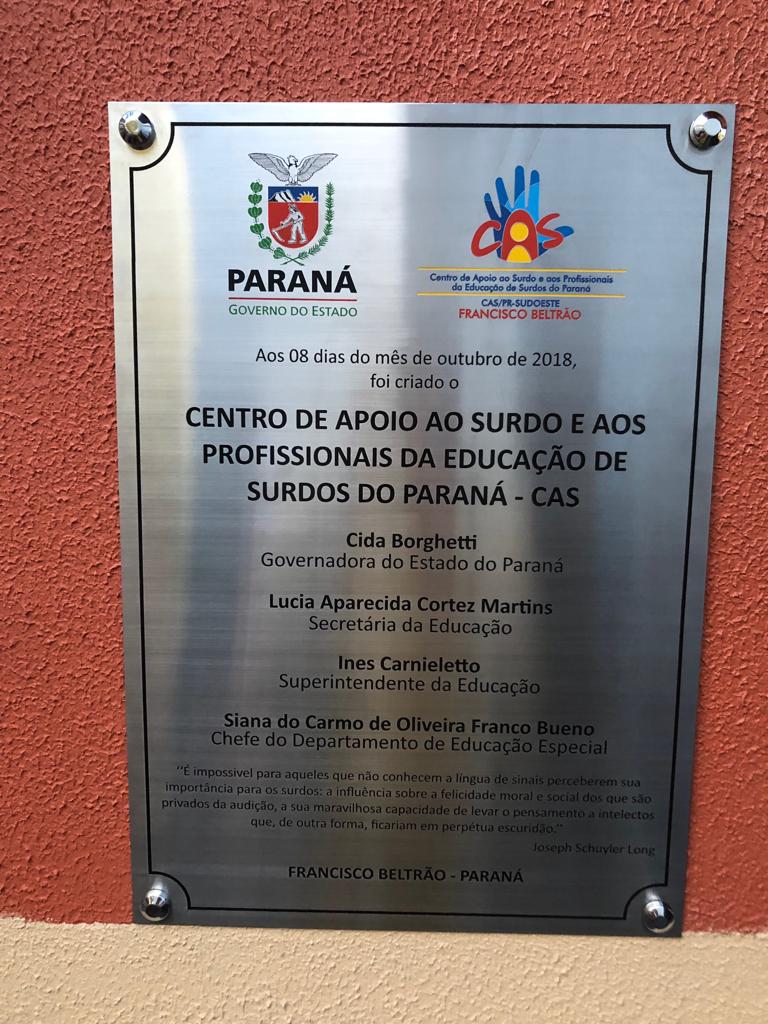 PARANÁ
GOVERNO DO ESTADO
CAS
Centro de Apoio ao Surdo e aos Profissionais
da Educação de Surdos do Paraná
CAS/PR-SUDOESTE
FRANCISCO BELTRÃO
Aos 08 dias do mês de outubro de 2018,
foi criado o
CENTRO DE APOIO AO SURDO E AOS
PROFISSIONAIS DA EDUCAÇÃO DE
SURDOS DO PARANÁ - CAS
Cida Borghetti
Governadora do Estado do Paraná
Lucia Aparecida Cortez Martins
Secretária da Educação
Ines Carnieletto
Superintendente da Educação
Siana do Carmo de Oliveira Franco Bueno
Chefe do Departamento de Educação Especial
"É impossivel para aqueles que não conhecem a língua de sinais perceberem sua
importância para os surdos: a influência sobre a felicidade moral e social dos que são
privados da audição, a sua maravilhosa capacidade de levar o pensamento a intelectos
que, de outra forma, ficariam em perpétua escuridão."
Joseph Schuyler Long
FRANCISCO BELTRÃO - PARANÁ